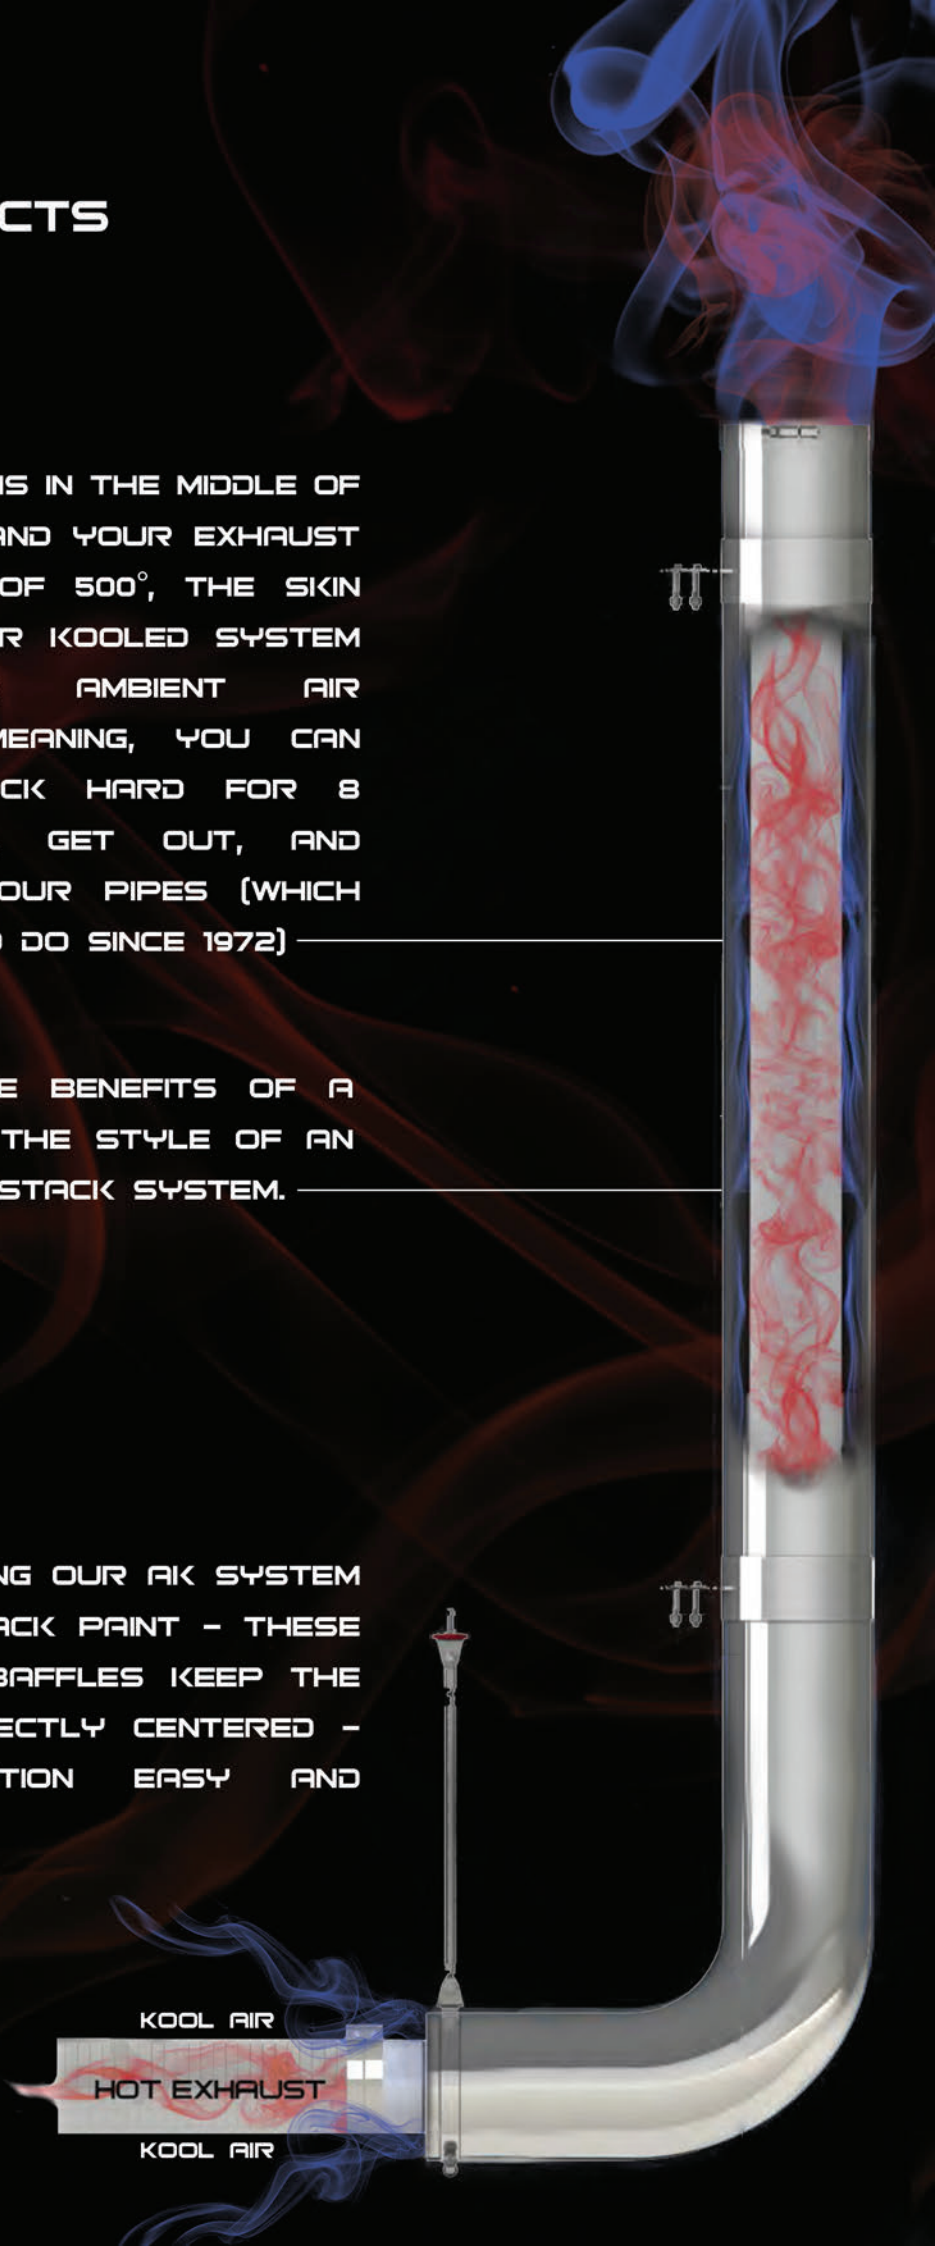 CTS
IS IN THE MIDDLE OF
AND YOUR EXHAUST
OF 500°, THE SKIN
R KOOLED SYSTEM
AMBIENT AIR
MEANING, YOU CAN
CK HARD FOR 8
GET OUT, AND
OUR PIPES (WHICH
DO SINCE 1972)
E BENEFITS OF A
THE STYLE OF AN
STACK SYSTEM.
NG OUR AK SYSTEM
ACK PAINT - THESE
BAFFLES KEEP THE
ECTLY CENTERED -
TION EASY AND
KOOL AIR
HOT EXHAUST
KOOL AIR